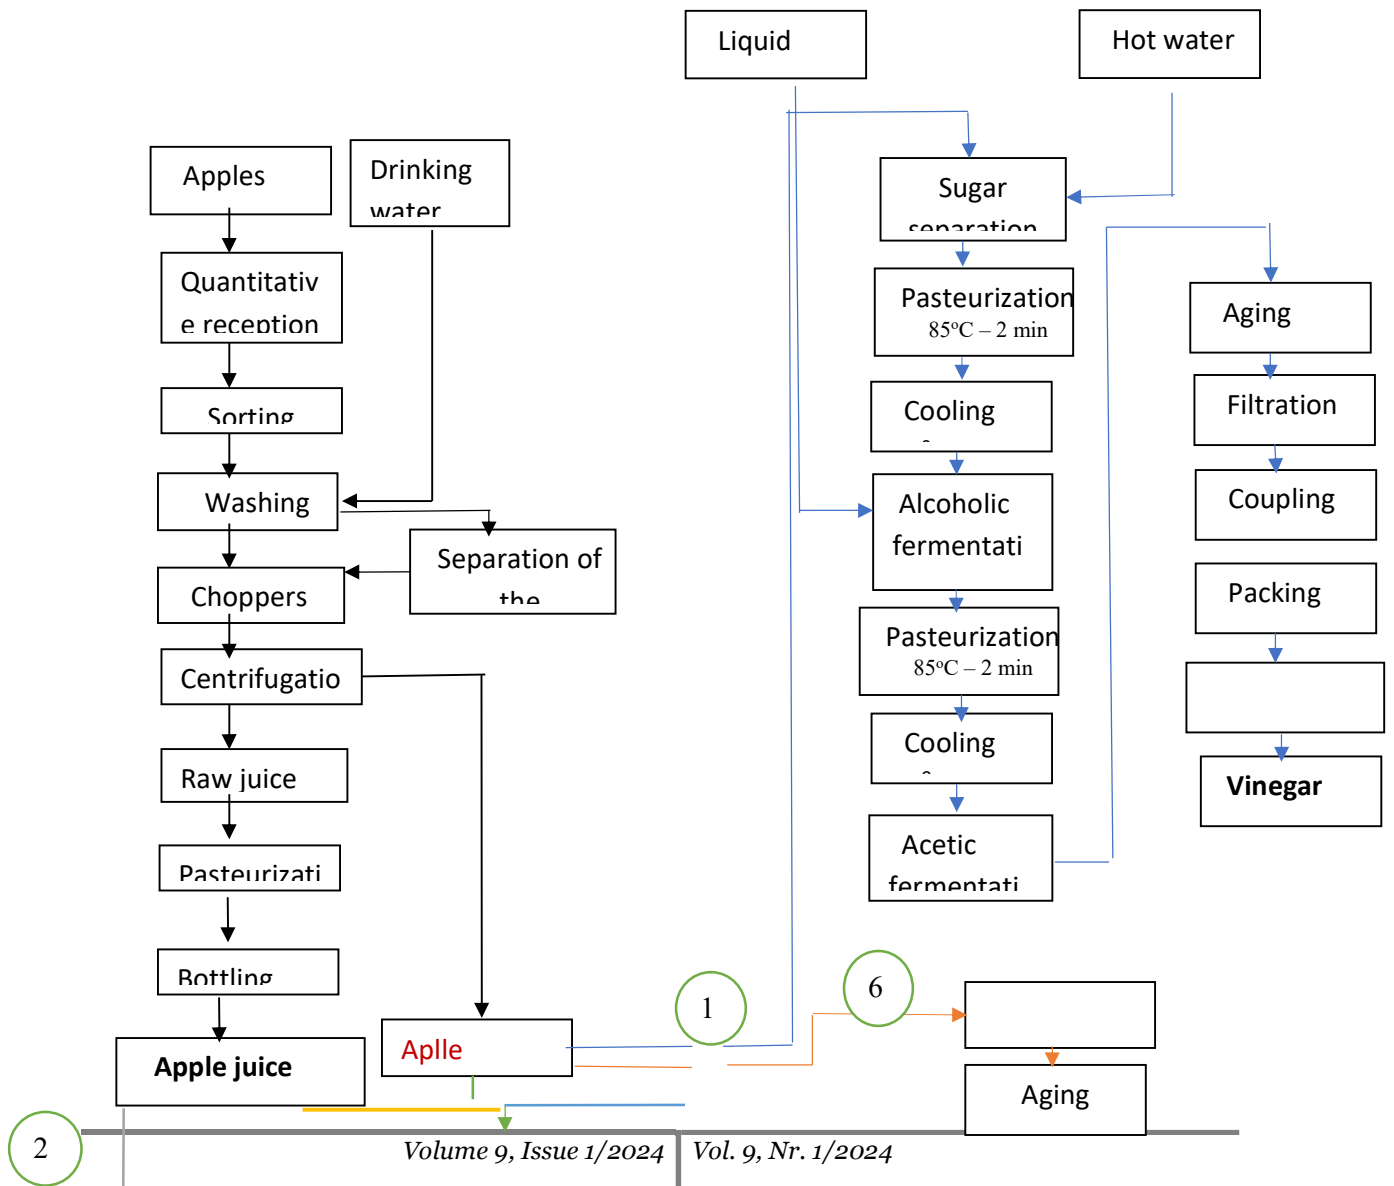 Liquid
Hot water
Apples
Drinking
water
Sugar
separation
Quantitativ
e reception
Pasteurization
85ºC – 2 min
Aging
Sorting
Cooling
Filtration
Washing
Alcoholic
fermentati
Coupling
Separation of
the
Choppers
Packing
Centrifugatio
Pasteurization
85ºC – 2 min
Raw juice
Cooling
Vinegar
Pasteurizati
Acetic
fermentati
Bottling
1
6
Apple juice
Aplle
Aging
2
Volume 9, Issue 1/2024
Vol. 9, Nr. 1/2024